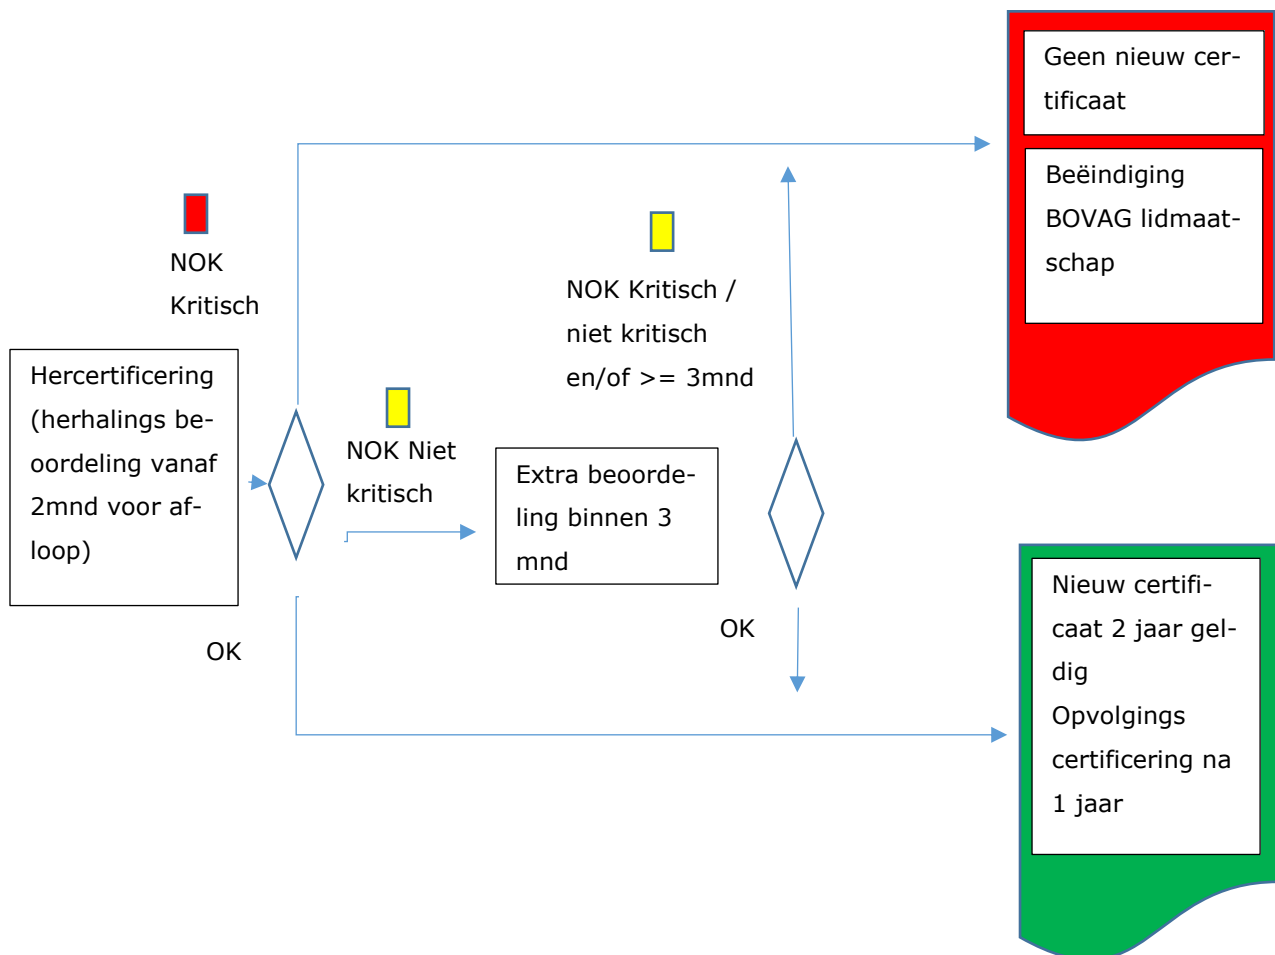 Geen nieuw cer-
tificaat
Beëindiging
BOVAG lidmaat-
schap
NOK
Kritisch
NOK Kritisch /
niet kritisch
en/of >= 3mnd
Hercertificering
(herhalings be-
oordeling vanaf
2mnd voor af-
loop)
NOK Niet
kritisch
Extra beoorde-
ling binnen 3
mnd
OK
OK
Nieuw certifi-
caat 2 jaar gel-
dig
Opvolgings
certificering na
1 jaar